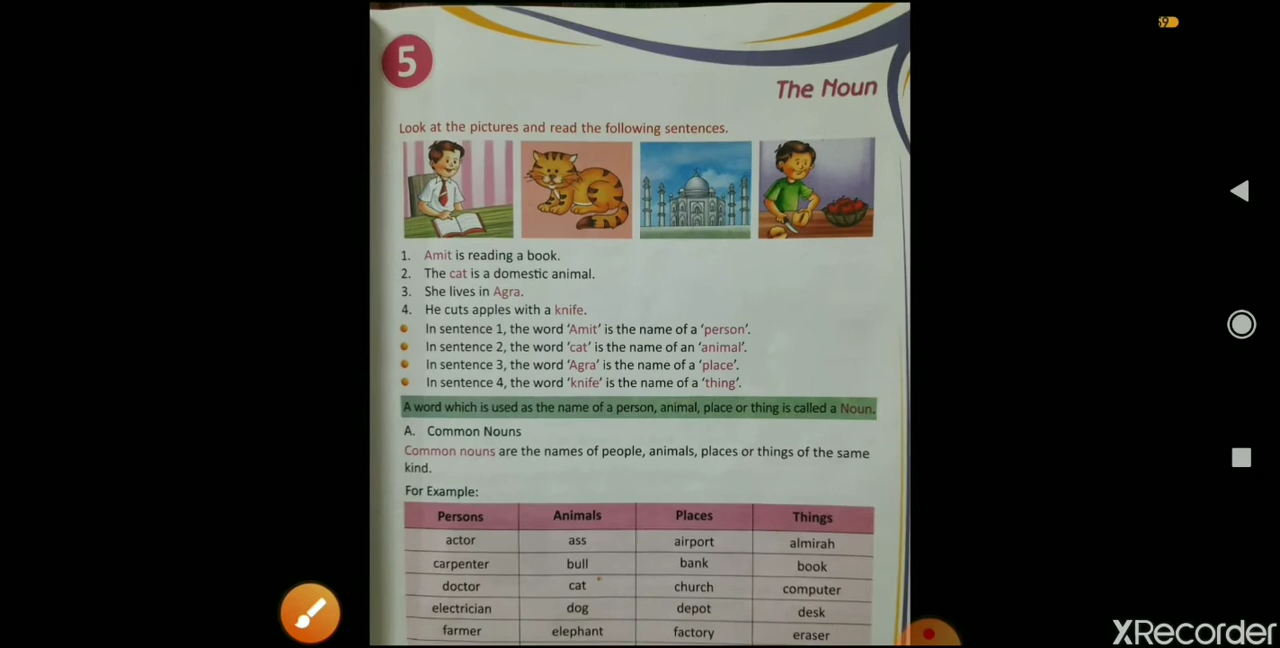 5
The Noun
Look at the pictures and read the following sentences.
1. Amit is reading a book.
2. The cat is a domestic animal.
3. She lives in Agra.
4. He cuts apples with a knife.
In sentence 1, the word ‘Amit’ is the name of a ‘person’.
In sentence 2, the word ‘cat’ is the name of an ‘animal’.
In sentence 3, the word ‘Agra’ is the name of a ‘place’.
In sentence 4, the word ‘knife’ is the name of a ‘thing’.
A word which is used as the name of a person, animal, place or thing is called a Noun.
A. Common Nouns
Common nouns are the names of people, animals, places or things of the same
kind.
For Example:
Persons Animals Places Things
actor ass airport almirah
carpenter bull bank book
doctor cat church computer
electrician dog depot desk
farmer elephant factory eraser
XRecorder